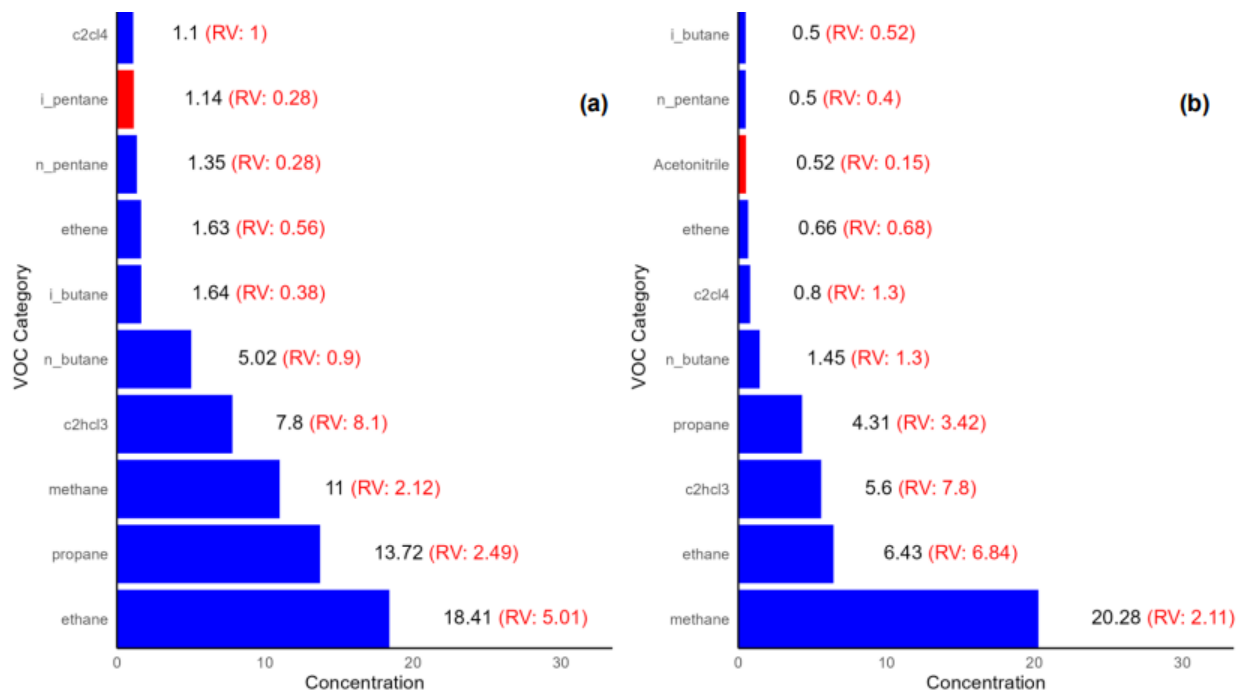 VOC Category
c2cl4 1.1 (RV: 1)
i_pentane 1.14 (RV: 0.28)
(a)
n_pentane 1.35 (RV: 0.28)
ethene 1.63 (RV: 0.56)
i_butane 1.64 (RV: 0.38)
n_butane 5.02 (RV: 0.9)
c2hcl3 7.8 (RV: 8.1)
methane 11 (RV: 2.12)
propane 13.72 (RV: 2.49)
ethane 18.41 (RV: 5.01)
0 10 20 30
Concentration
VOC Category
i_butane 0.5 (RV: 0.52)
n_pentane 0.5 (RV: 0.4)
(b)
Acetonitrile 0.52 (RV: 0.15)
ethene 0.66 (RV: 0.68)
c2cl4 0.8 (RV: 1.3)
n_butane 1.45 (RV: 1.3)
propane 4.31 (RV: 3.42)
c2hcl3 5.6 (RV: 7.8)
ethane 6.43 (RV: 6.84)
methane 20.28 (RV: 2.11)
0 10 20 30
Concentration